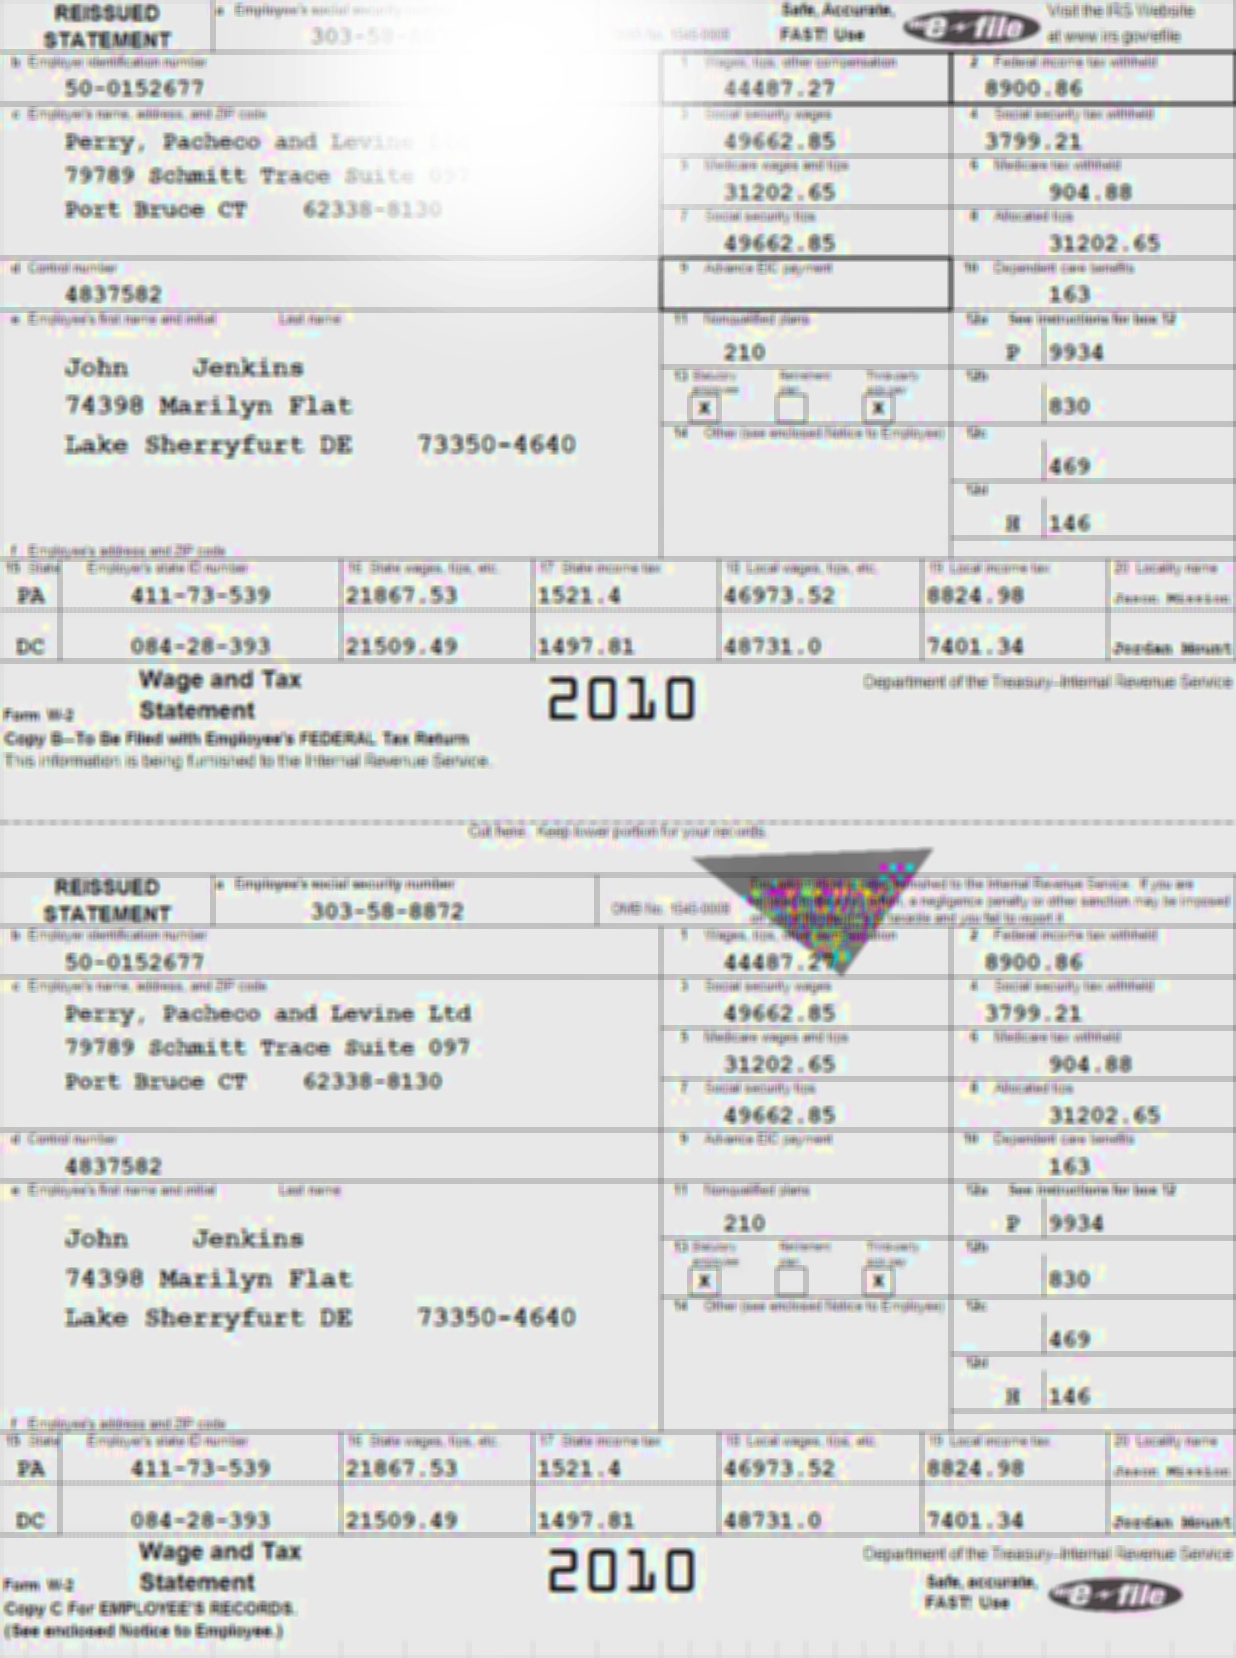 REISSUED STATEMENT
a Employee's social security
303-58-
Safe, Accurate, FAST! Use
e-file
Visit the IRS Website at www.irs.gov/efile
b Employer identification number
50-0152677
1 Wages, tips, other compensation
44487.27
2 Federal income tax withheld
8900.86
c Employer's name, address, and ZIP code
Perry, Pacheco and Levine Ltd
79789 Schmitt Trace Suite 097
Port Bruce CT 62338-8130
3 Social security wages
49662.85
4 Social security tax withheld
3799.21
5 Medicare wages and tips
31202.65
6 Medicare tax withheld
904.88
7 Social security tips
49662.85
8 Allocated tips
31202.65
d Control number
4837582
9 Advance EIC payment
10 Dependent care benefits
163
e Employee's first name and initial Last name
John Jenkins
74398 Marilyn Flat
Lake Sherryfurt DE 73350-4640
11 Nonqualified plans
210
12a See instructions for box 12
P 9934
13 Statutory employee Retirement plan Third-party sick pay
X X
12b
830
14 Other (see enclosed Notice to Employee)
12c
469
12d
H 146
f Employee's address and ZIP code
15 State Employer's state ID number 16 State wages, tips, etc. 17 State income tax 18 Local wages, tips, etc. 19 Local income tax 20 Locality name
PA 411-73-539 21867.53 1521.4 46973.52 8824.98 Jason Mission
DC 084-28-393 21509.49 1497.81 48731.0 7401.34 Jordan Mount
Form W-2 Wage and Tax Statement
2010
Department of the Treasury-Internal Revenue Service
Copy B-To Be Filed with Employee's FEDERAL Tax Return
This information is being furnished to the Internal Revenue Service.
Cut here. Keep lower portion for your records.
REISSUED STATEMENT
a Employee's social security number
303-58-8872
OMB No. 1545-0008
furnished to the Internal Revenue Service. If you are
a negligence penalty or other sanction may be imposed
and you fail to report it.
b Employer identification number
50-0152677
1 Wages, tips,
44487.27
2 Federal income tax withheld
8900.86
c Employer's name, address, and ZIP code
Perry, Pacheco and Levine Ltd
79789 Schmitt Trace Suite 097
Port Bruce CT 62338-8130
3 Social security wages
49662.85
4 Social security tax withheld
3799.21
5 Medicare wages and tips
31202.65
6 Medicare tax withheld
904.88
7 Social security tips
49662.85
8 Allocated tips
31202.65
d Control number
4837582
9 Advance EIC payment
10 Dependent care benefits
163
e Employee's first name and initial Last name
John Jenkins
74398 Marilyn Flat
Lake Sherryfurt DE 73350-4640
11 Nonqualified plans
210
12a See instructions for box 12
P 9934
13 Statutory employee Retirement plan Third-party sick pay
X X
12b
830
14 Other (see enclosed Notice to Employee)
12c
469
12d
H 146
f Employee's address and ZIP code
15 State Employer's state ID number 16 State wages, tips, etc. 17 State income tax 18 Local wages, tips, etc. 19 Local income tax 20 Locality name
PA 411-73-539 21867.53 1521.4 46973.52 8824.98 Jason Mission
DC 084-28-393 21509.49 1497.81 48731.0 7401.34 Jordan Mount
Form W-2 Wage and Tax Statement
2010
Department of the Treasury-Internal Revenue Service
Safe, accurate, FAST! Use
e-file
Copy C For EMPLOYEE'S RECORDS.
(See enclosed Notice to Employee.)